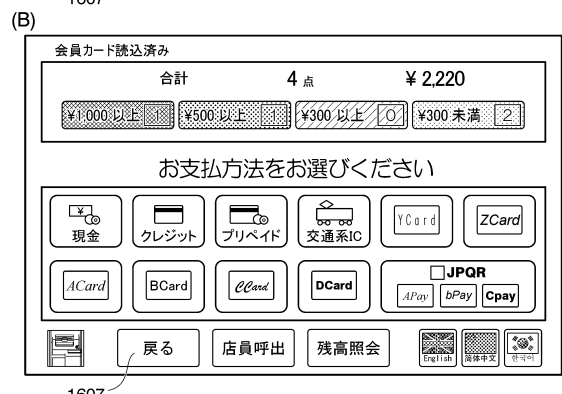 (B)
会員カード読込済み
合計 4 点 ¥ 2,220
¥1,000 以上 1 ¥500 以上 1 ¥300 以上 0 ¥300 未満 2
お支払方法をお選びください
現金 クレジット プリペイド 交通系IC YCard ZCard
ACard BCard CCard DCard JPQR
APay bPay Cpay
戻る 店員呼出 残高照会 English 简体中文 한국어
1607